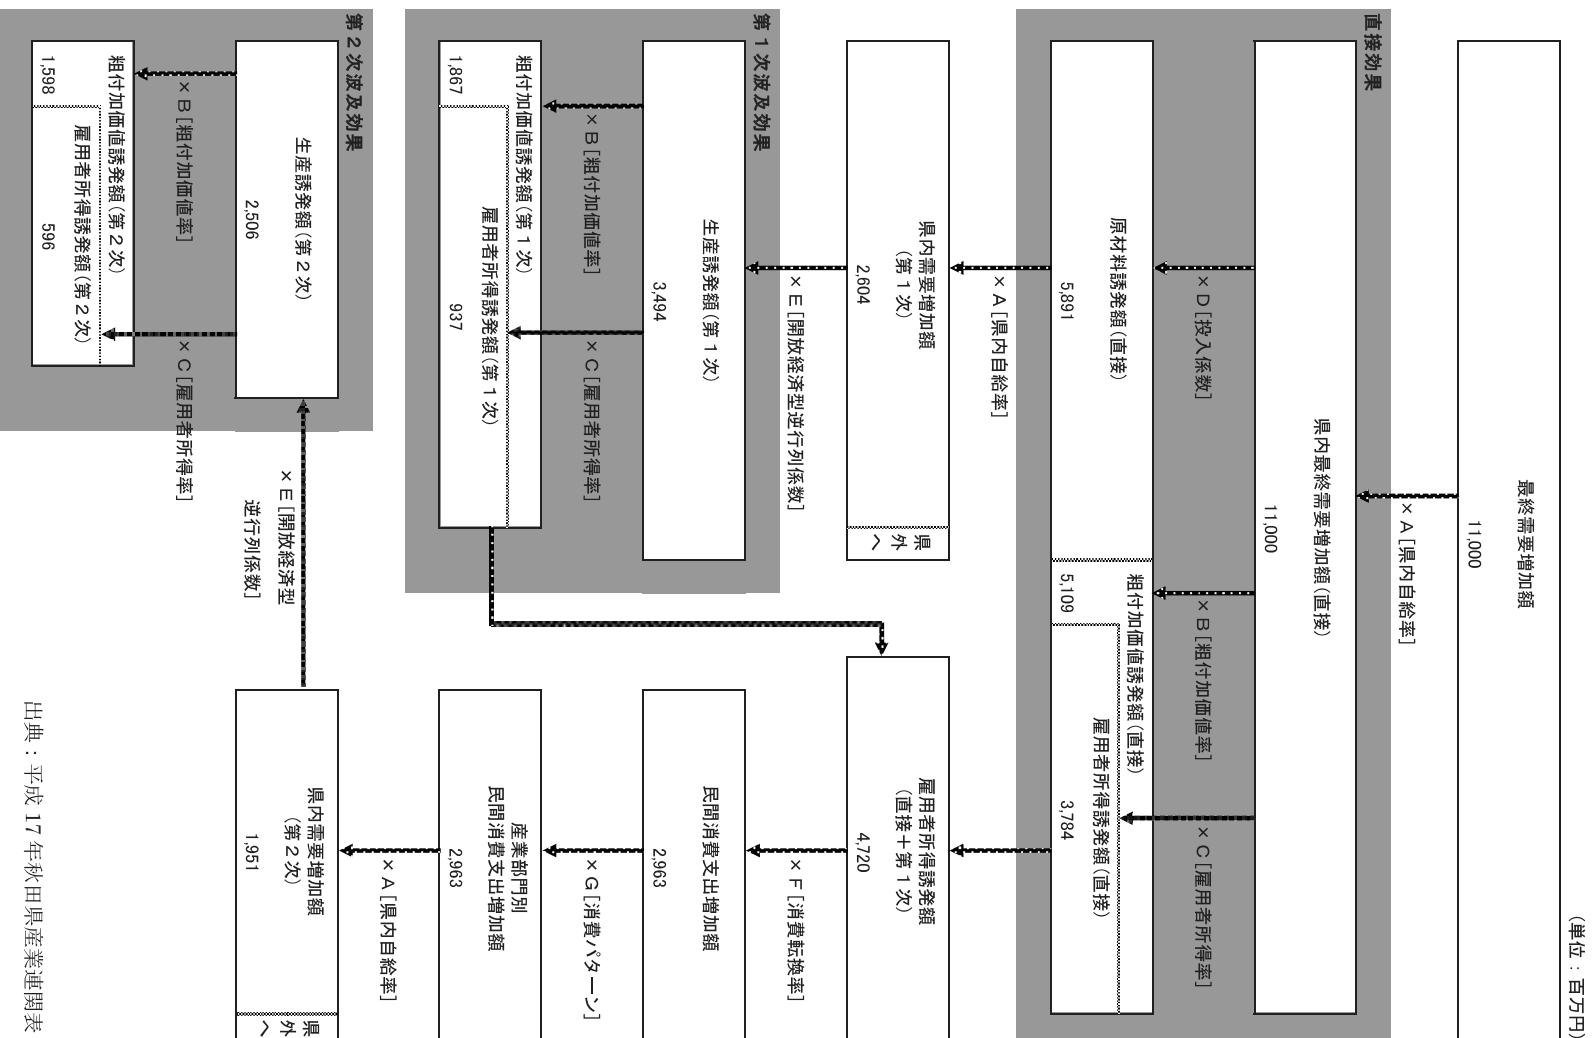 (単位：百万円)
最終需要増加額
11,000
×Ａ[県内自給率]
直接効果
県内最終需要増加額(直接)
11,000
×Ｄ[投入係数]
×Ｂ[粗付加価値率]
×Ｃ[雇用者所得率]
原材料誘発額(直接)
5,891
粗付加価値誘発額(直接)
5,109
雇用者所得誘発額(直接)
3,784
×Ａ[県内自給率]
県内需要増加額
(第１次)
2,604
県外へ
雇用者所得誘発額
(直接＋第１次)
4,720
×Ｅ[開放経済型逆行列係数]
×Ｆ[消費転換率]
第１次波及効果
生産誘発額(第１次)
3,494
民間消費支出増加額
2,963
×Ｂ[粗付加価値率]
×Ｃ[雇用者所得率]
×Ｇ[消費パターン]
粗付加価値誘発額(第１次)
1,867
雇用者所得誘発額(第１次)
937
産業部門別
民間消費支出増加額
2,963
×Ａ[県内自給率]
第２次波及効果
生産誘発額(第２次)
2,506
×Ｅ[開放経済型
逆行列係数]
県内需要増加額
(第２次)
1,951
県外へ
×Ｂ[粗付加価値率]
×Ｃ[雇用者所得率]
粗付加価値誘発額(第２次)
1,598
雇用者所得誘発額(第２次)
596
出典：平成 17 年秋田県産業連関表